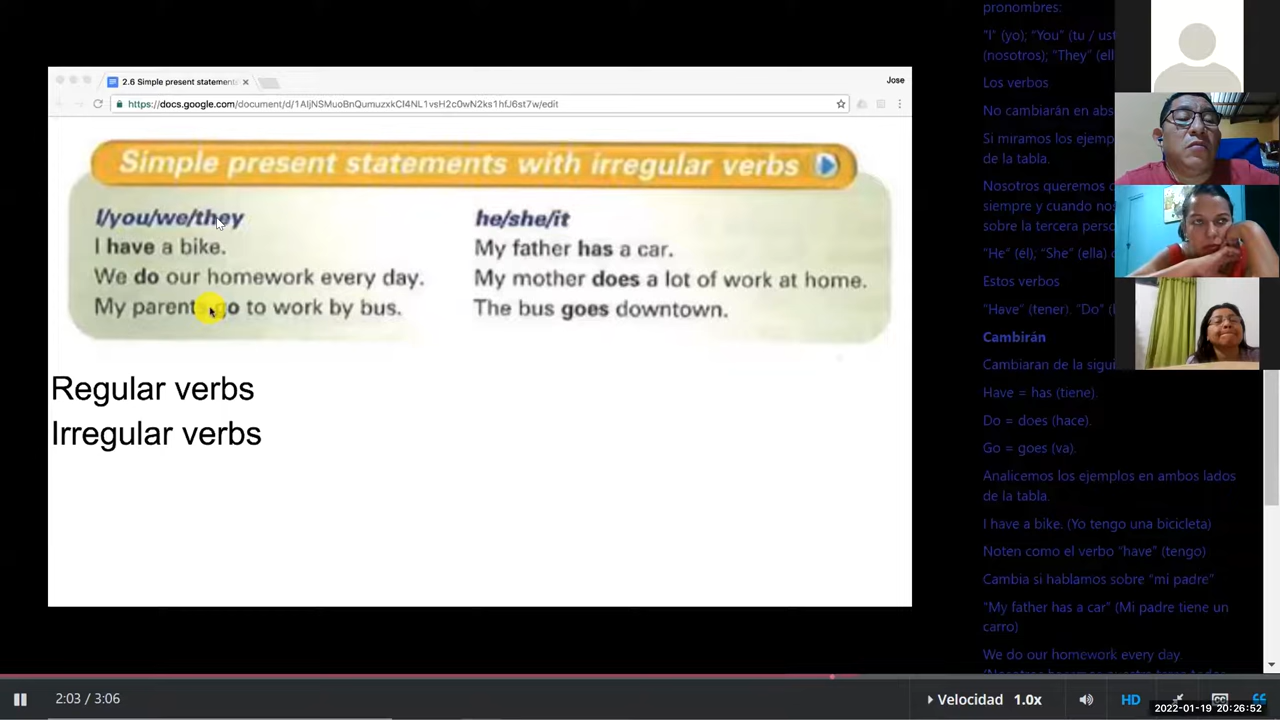 2.6 Simple present statements
Jose
https://docs.google.com/document/d/1AIjNSMuoBnQumuzxkCI4NL1vsH2c0wN2ks1hfJ6st7w/edit
Simple present statements with irregular verbs
I/you/we/they
I have a bike.
We do our homework every day.
My parents go to work by bus.
he/she/it
My father has a car.
My mother does a lot of work at home.
The bus goes downtown.
Regular verbs
Irregular verbs
pronombres:
"I" (yo); "You" (tu / ust
(nosotros); "They" (ell
Los verbos
No cambiarán en abs
Si miramos los ejemp
de la tabla.
Nosotros queremos c
siempre y cuando nos
sobre la tercera perso
"He" (él); "She" (ella)
Estos verbos
"Have" (tener). "Do" (
Cambirán
Cambiaran de la sigui
Have = has (tiene).
Do = does (hace).
Go = goes (va).
Analicemos los ejemplos en ambos lados
de la tabla.
I have a bike. (Yo tengo una bicicleta)
Noten como el verbo "have" (tengo)
Cambia si hablamos sobre "mi padre"
"My father has a car" (Mi padre tiene un
carro)
We do our homework every day.
2:03 / 3:06
Velocidad 1.0x
HD
2022-01-19 20:26:52